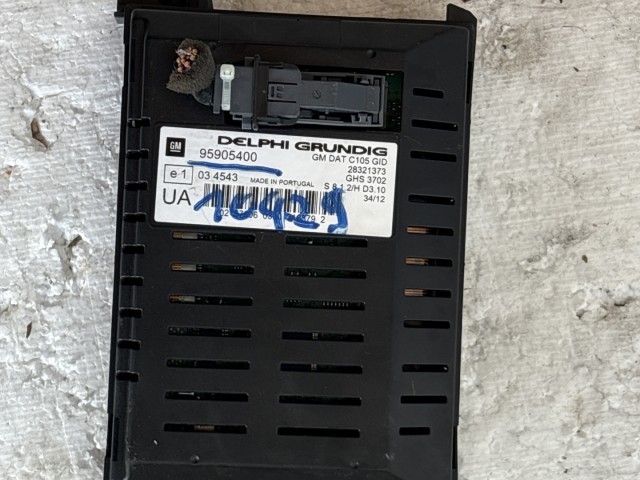 DELPHI GRUNDIG
GM 95905400 GM DAT C105 GID
28321373
e-1 03 4543 MADE IN PORTUGAL GHS 3702
S 8.1.2/H D3.10
UA 34/12
10929